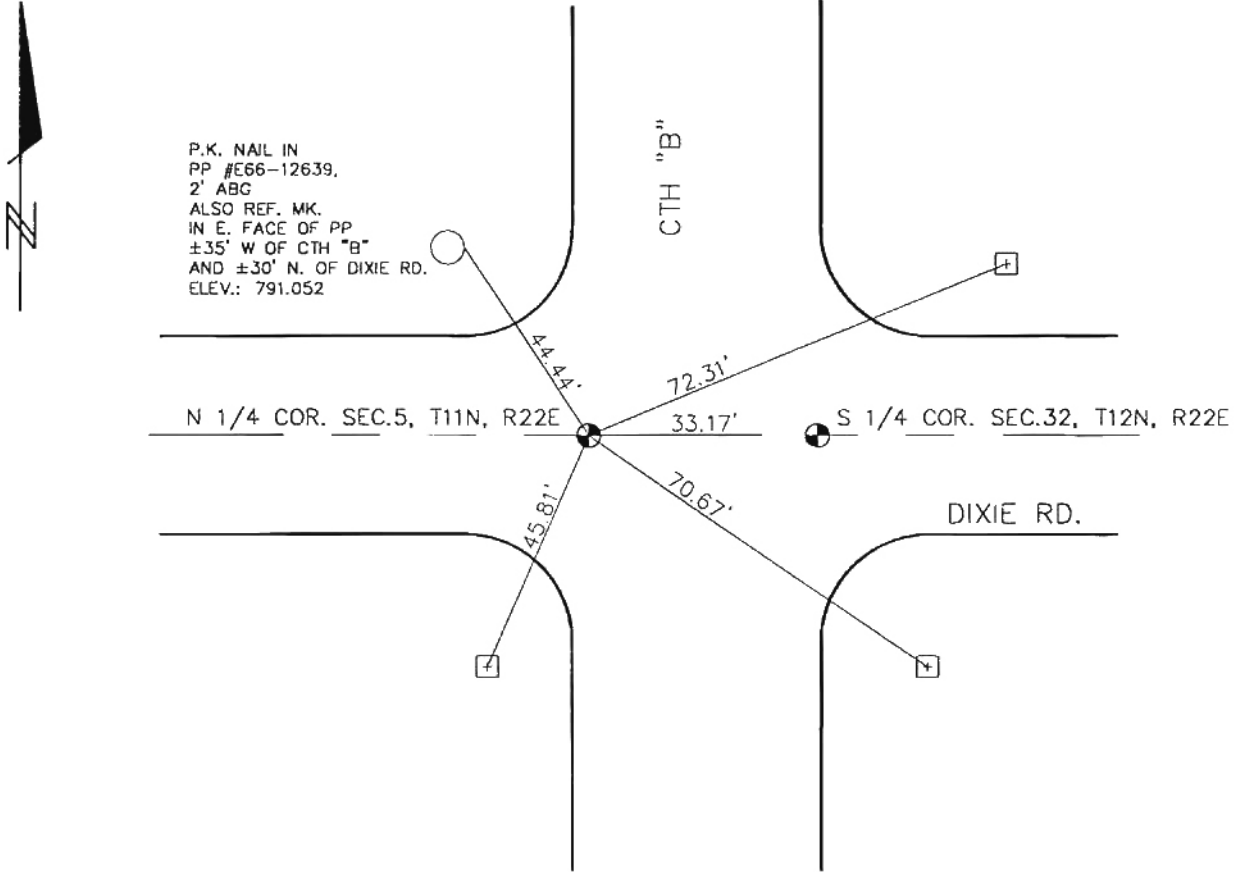 P.K. NAIL IN
PP #E66-12639,
2' ABG
ALSO REF. MK.
IN E. FACE OF PP
±35' W OF CTH "B"
AND ±30' N. OF DIXIE RD.
ELEV.: 791.052
N
CTH "B"
44.44'
72.31'
N 1/4 COR. SEC.5, T11N, R22E
33.17'
S 1/4 COR. SEC.32, T12N, R22E
45.81'
70.67'
DIXIE RD.